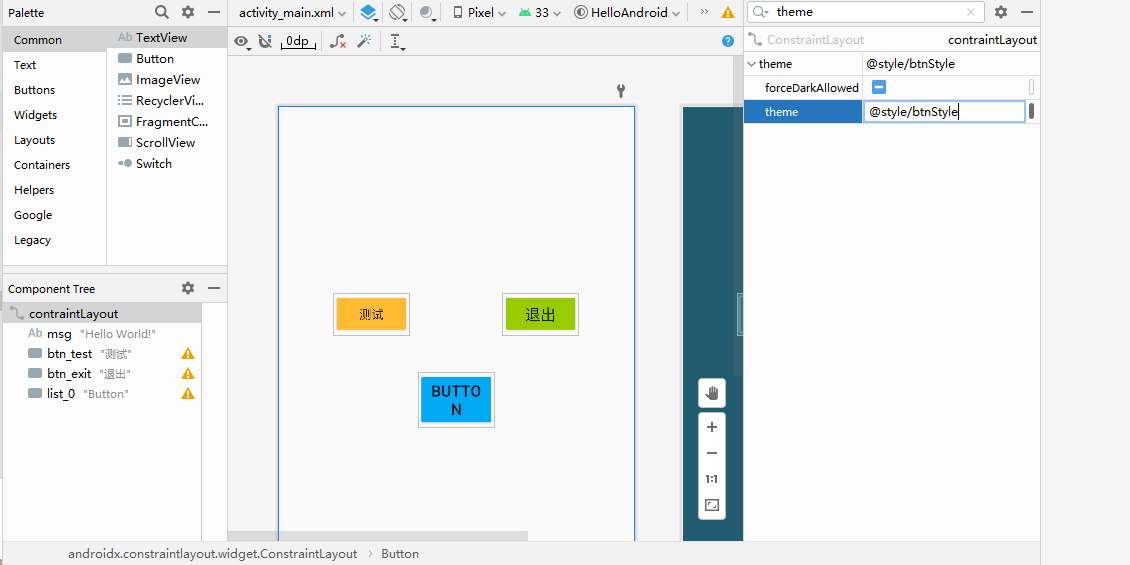 Palette
activity_main.xml
Pixel
33
HelloAndroid
theme
Common
Text
Buttons
Widgets
Layouts
Containers
Helpers
Google
Legacy
Ab TextView
Button
ImageView
RecyclerVi...
FragmentC...
ScrollView
Switch
0dp
?
ConstraintLayout
contraintLayout
theme
@style/btnStyle
forceDarkAllowed
theme
@style/btnStyle
Component Tree
contraintLayout
Ab msg "Hello World!"
btn_test "测试"
btn_exit "退出"
list_0 "Button"
测试
退出
BUTTO
N
1:1
androidx.constraintlayout.widget.ConstraintLayout
Button